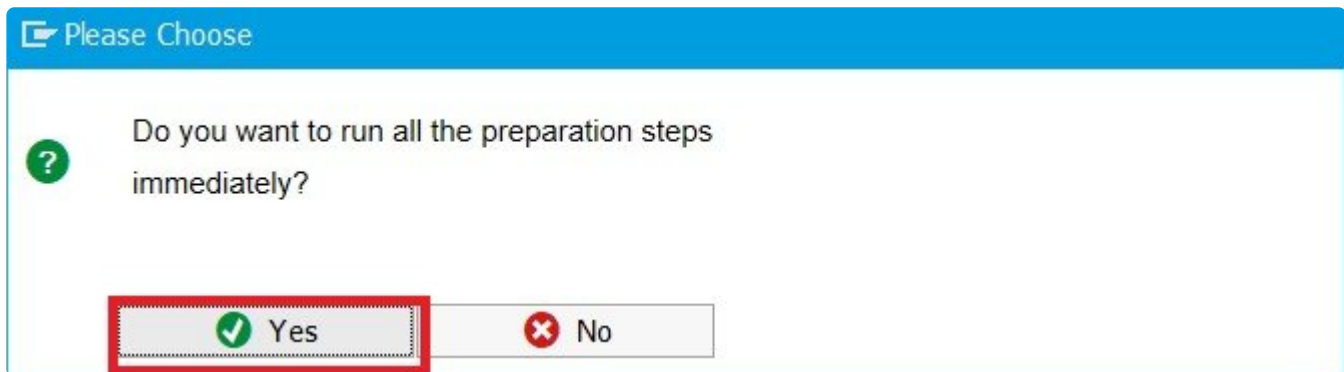 Please Choose
Do you want to run all the preparation steps
immediately?
Yes
No